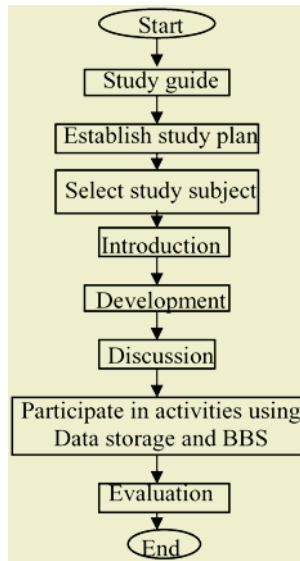 Start
Study guide
Establish study plan
Select study subject
Introduction
Development
Discussion
Participate in activities using
Data storage and BBS
Evaluation
End